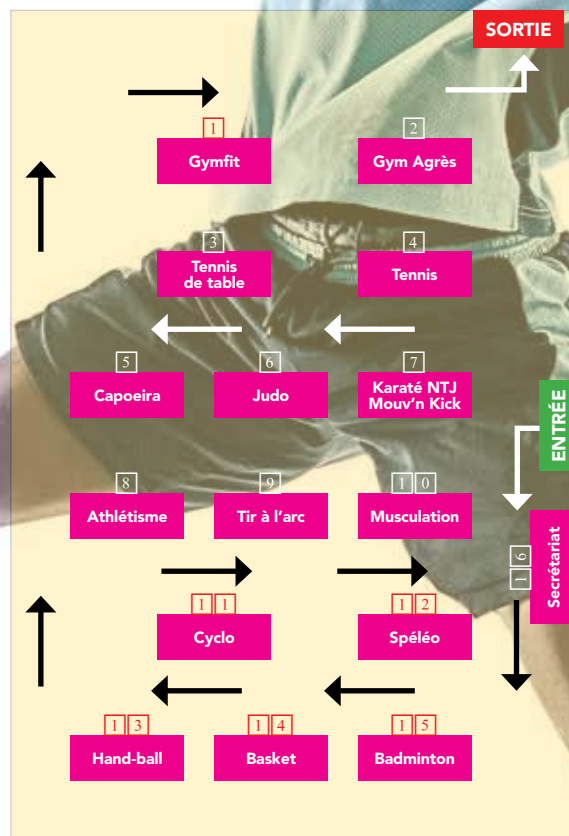 SORTIE
1
Gymfit
2
Gym Agrès
3
Tennis
de table
4
Tennis
5
Capoeira
6
Judo
7
Karaté NTJ
Mouv'n Kick
ENTRÉE
8
Athlétisme
9
Tir à l'arc
10
Musculation
16
Secrétariat
11
Cyclo
12
Spéléo
13
Hand-ball
14
Basket
15
Badminton